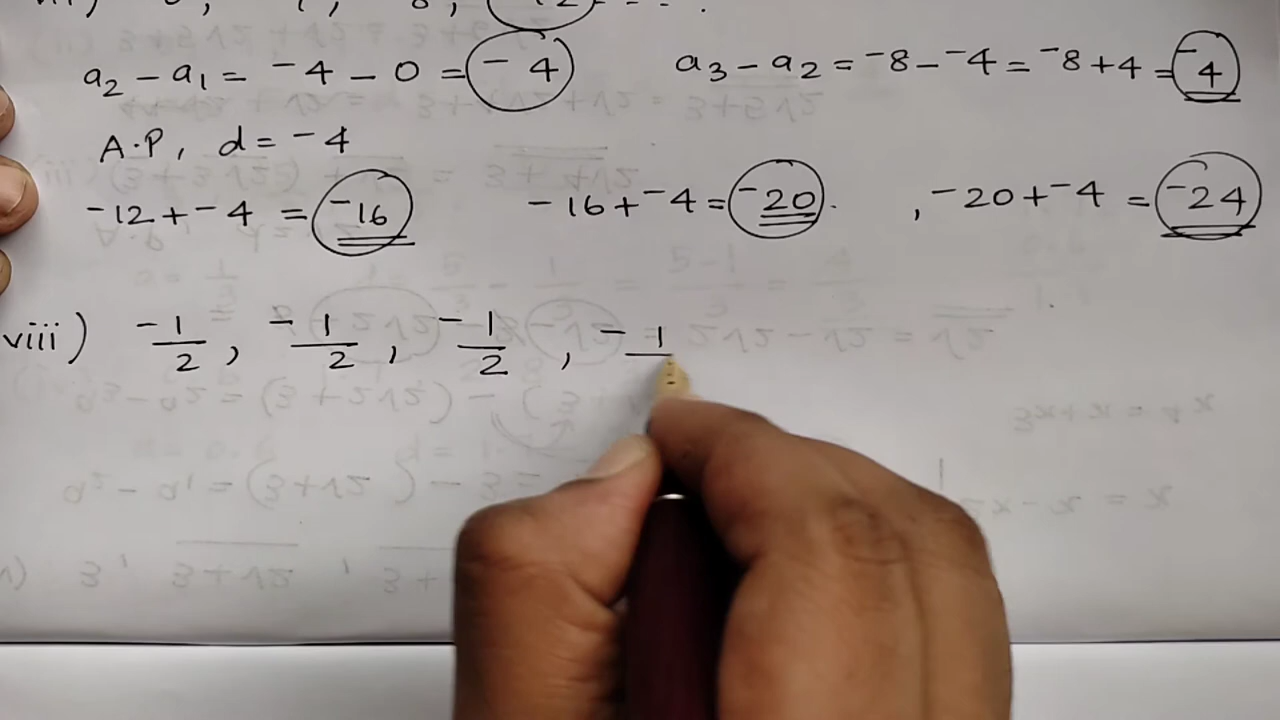 a₂ - a₁ = ⁻4 - 0 = ⁻4 a₃ - a₂ = ⁻8 - ⁻4 = ⁻8 + 4 = ⁻4
A.P, d = ⁻4
⁻12 + ⁻4 = ⁻16 -16 + ⁻4 = ⁻20. , ⁻20 + ⁻4 = ⁻24
viii) -1/2, -1/2, -1/2, -1/